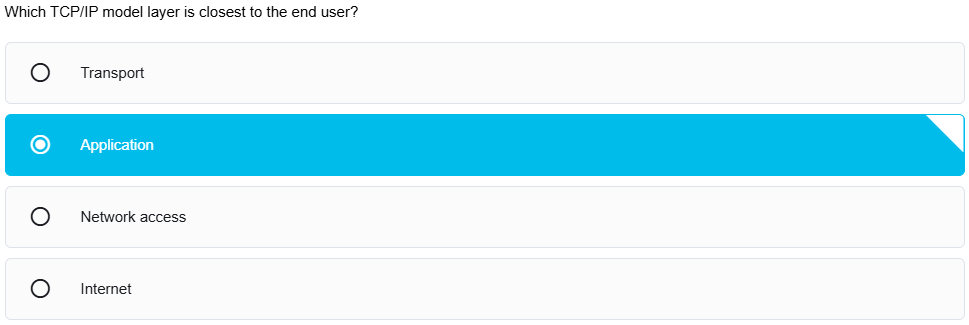 Which TCP/IP model layer is closest to the end user?
Transport
Application
Network access
Internet